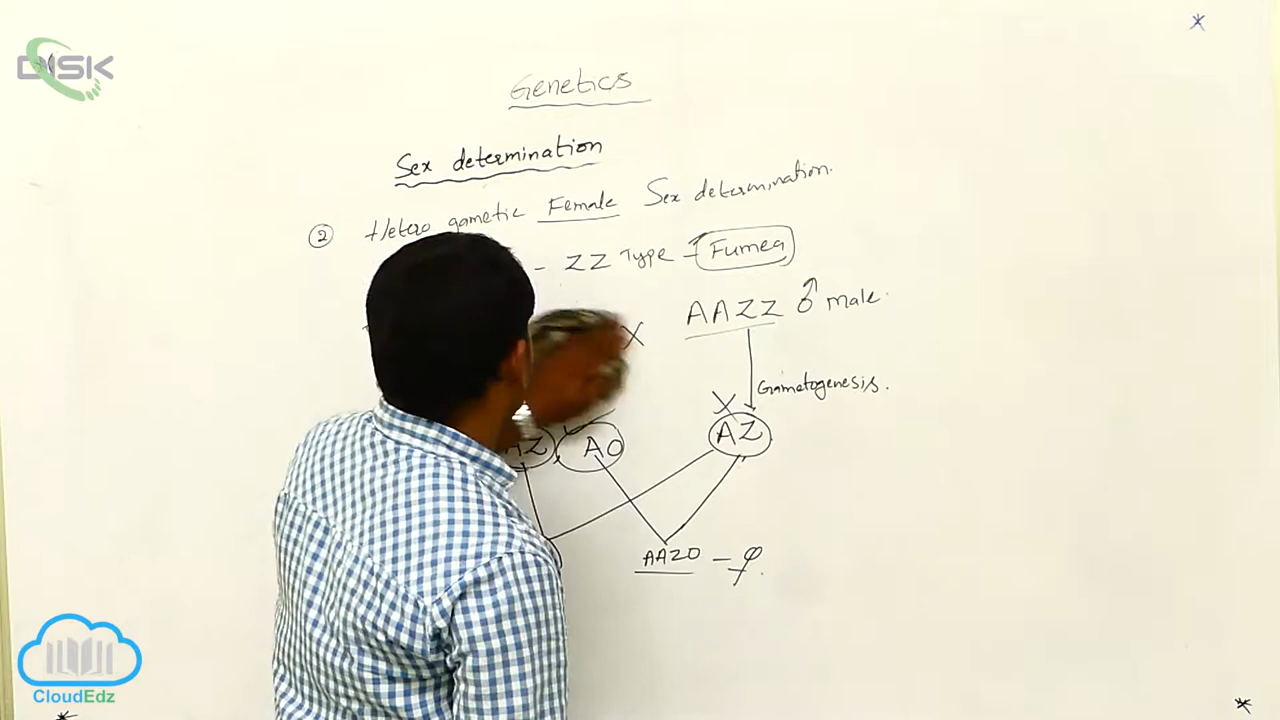 DISK
Genetics
Sex determination
② Hetero gametic Female Sex determination.
- ZZ Type - Fumea
X AAZZ ♂ male.
Gametogenesis.
AZ, AO AZ
AAZO - ♀.
CloudEdz